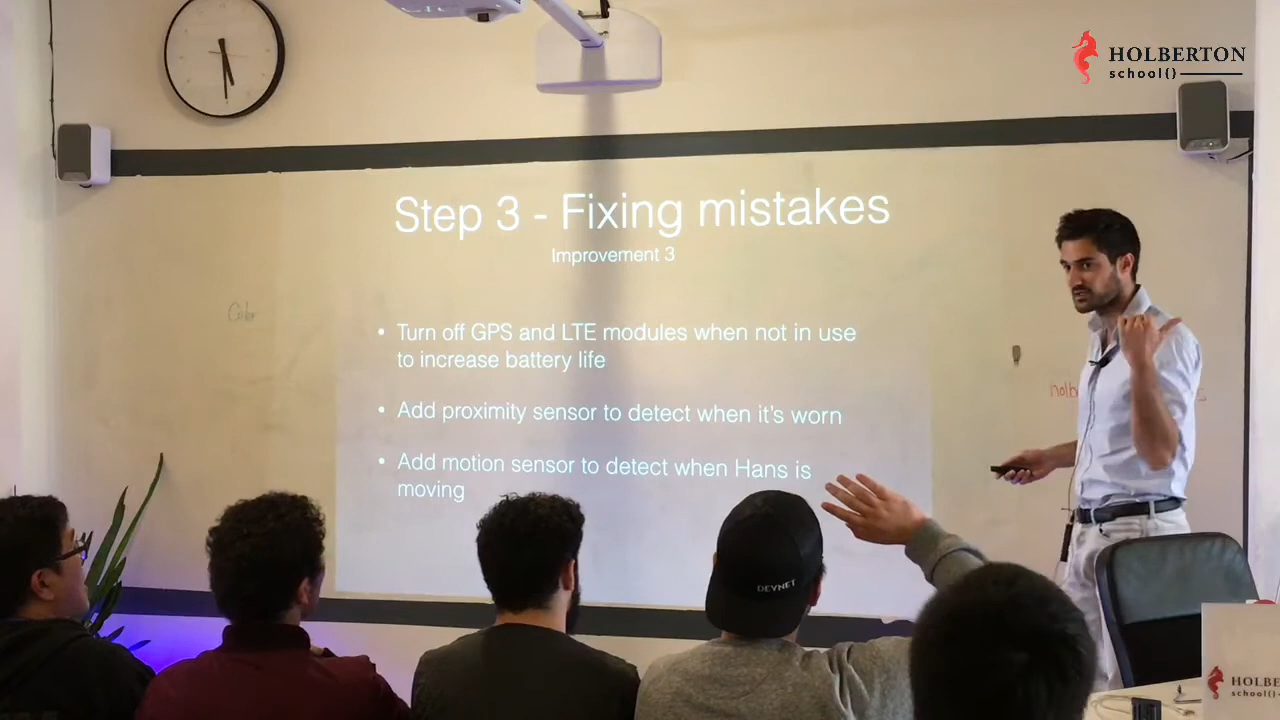 HOLBERTON
school()
Step 3 - Fixing mistakes
Improvement 3
• Turn off GPS and LTE modules when not in use
to increase battery life
• Add proximity sensor to detect when it's worn
• Add motion sensor to detect when Hans is
moving
DEVNET
HOLBE
school()